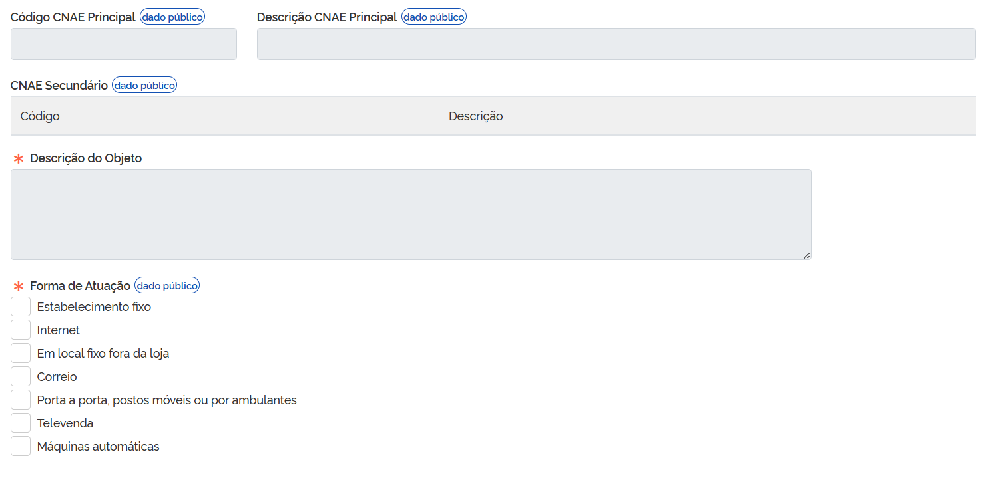 Código CNAE Principal dado público Descrição CNAE Principal dado público
CNAE Secundário dado público
Código Descrição
* Descrição do Objeto
* Forma de Atuação dado público
Estabelecimento fixo
Internet
Em local fixo fora da loja
Correio
Porta a porta, postos móveis ou por ambulantes
Televenda
Máquinas automáticas